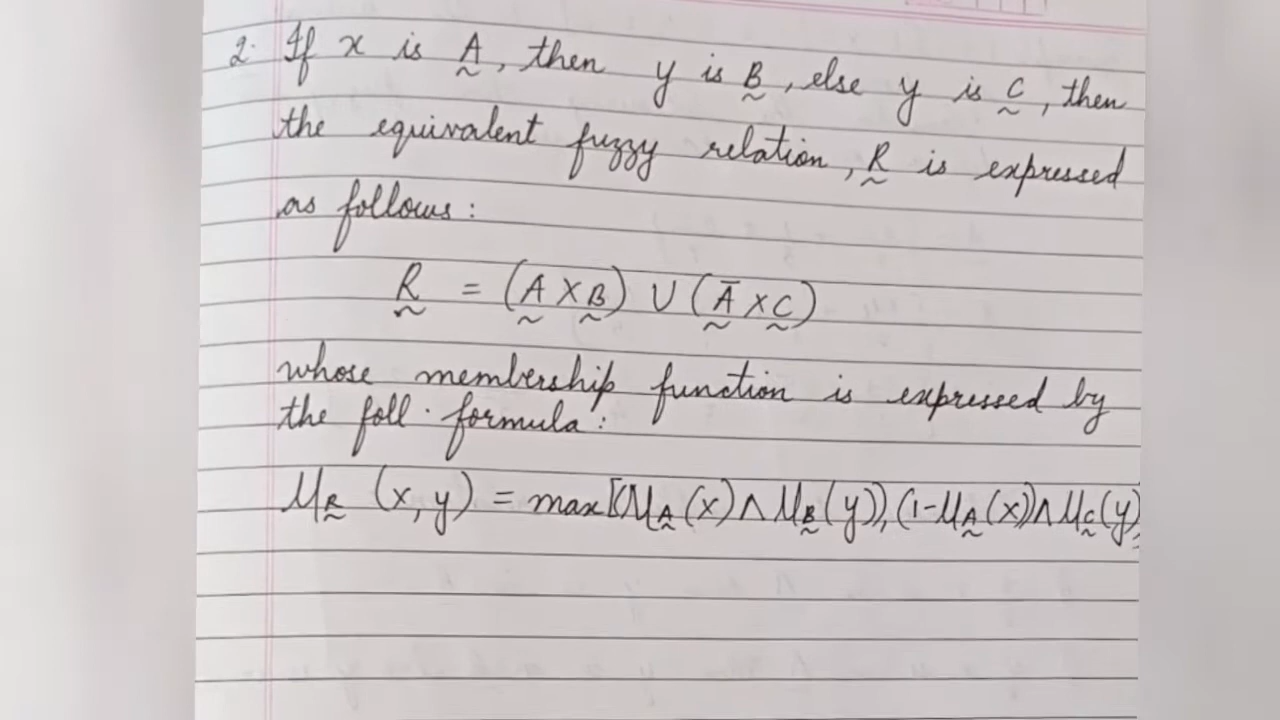 2. If x is A̰, then y is B̰, else y is C̰, then
the equivalent fuzzy relation, R̰ is expressed
as follows:
R̰ = (A̰ × B̰) ∪ (Ā̰ × C̰)
whose membership function is expressed by
the foll. formula:
μR̰ (x, y) = max[(μA̰(x) ∧ μB̰(y)), (1-μA̰(x)) ∧ μC̰(y)